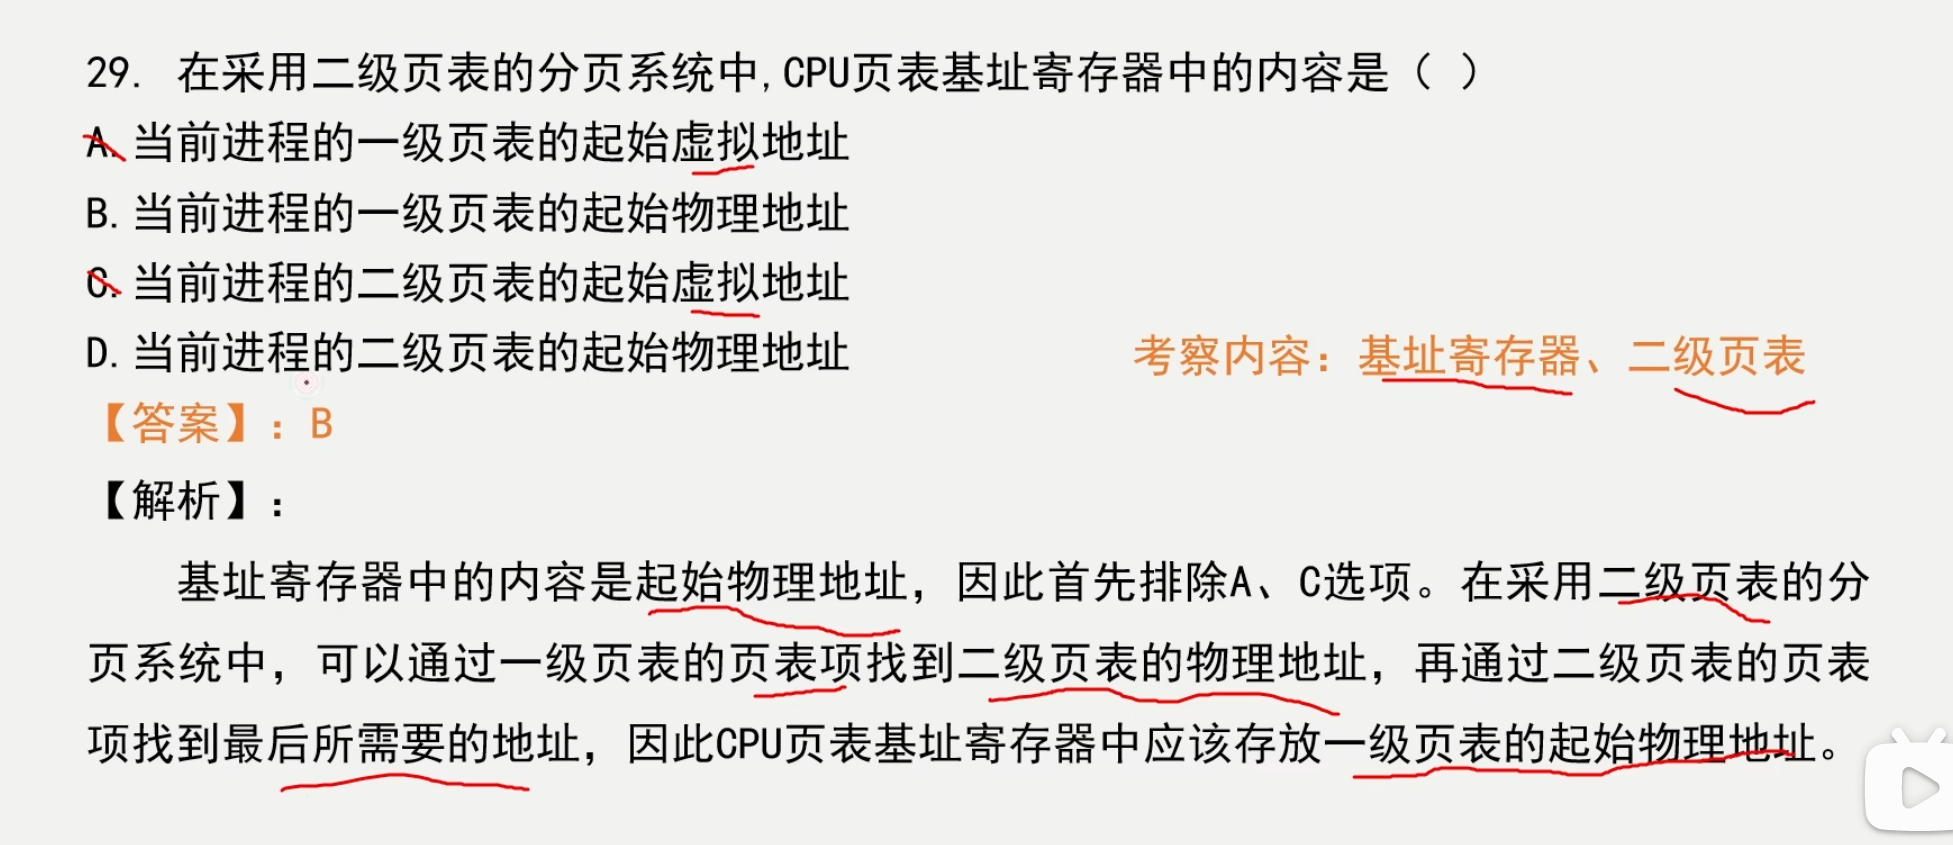 29. 在采用二级页表的分页系统中,CPU页表基址寄存器中的内容是（ ）
A.当前进程的一级页表的起始虚拟地址
B.当前进程的一级页表的起始物理地址
C.当前进程的二级页表的起始虚拟地址
D.当前进程的二级页表的起始物理地址
考察内容：基址寄存器、二级页表
【答案】：B
【解析】：
基址寄存器中的内容是起始物理地址，因此首先排除A、C选项。在采用二级页表的分
页系统中，可以通过一级页表的页表项找到二级页表的物理地址，再通过二级页表的页表
项找到最后所需要的地址，因此CPU页表基址寄存器中应该存放一级页表的起始物理地址。